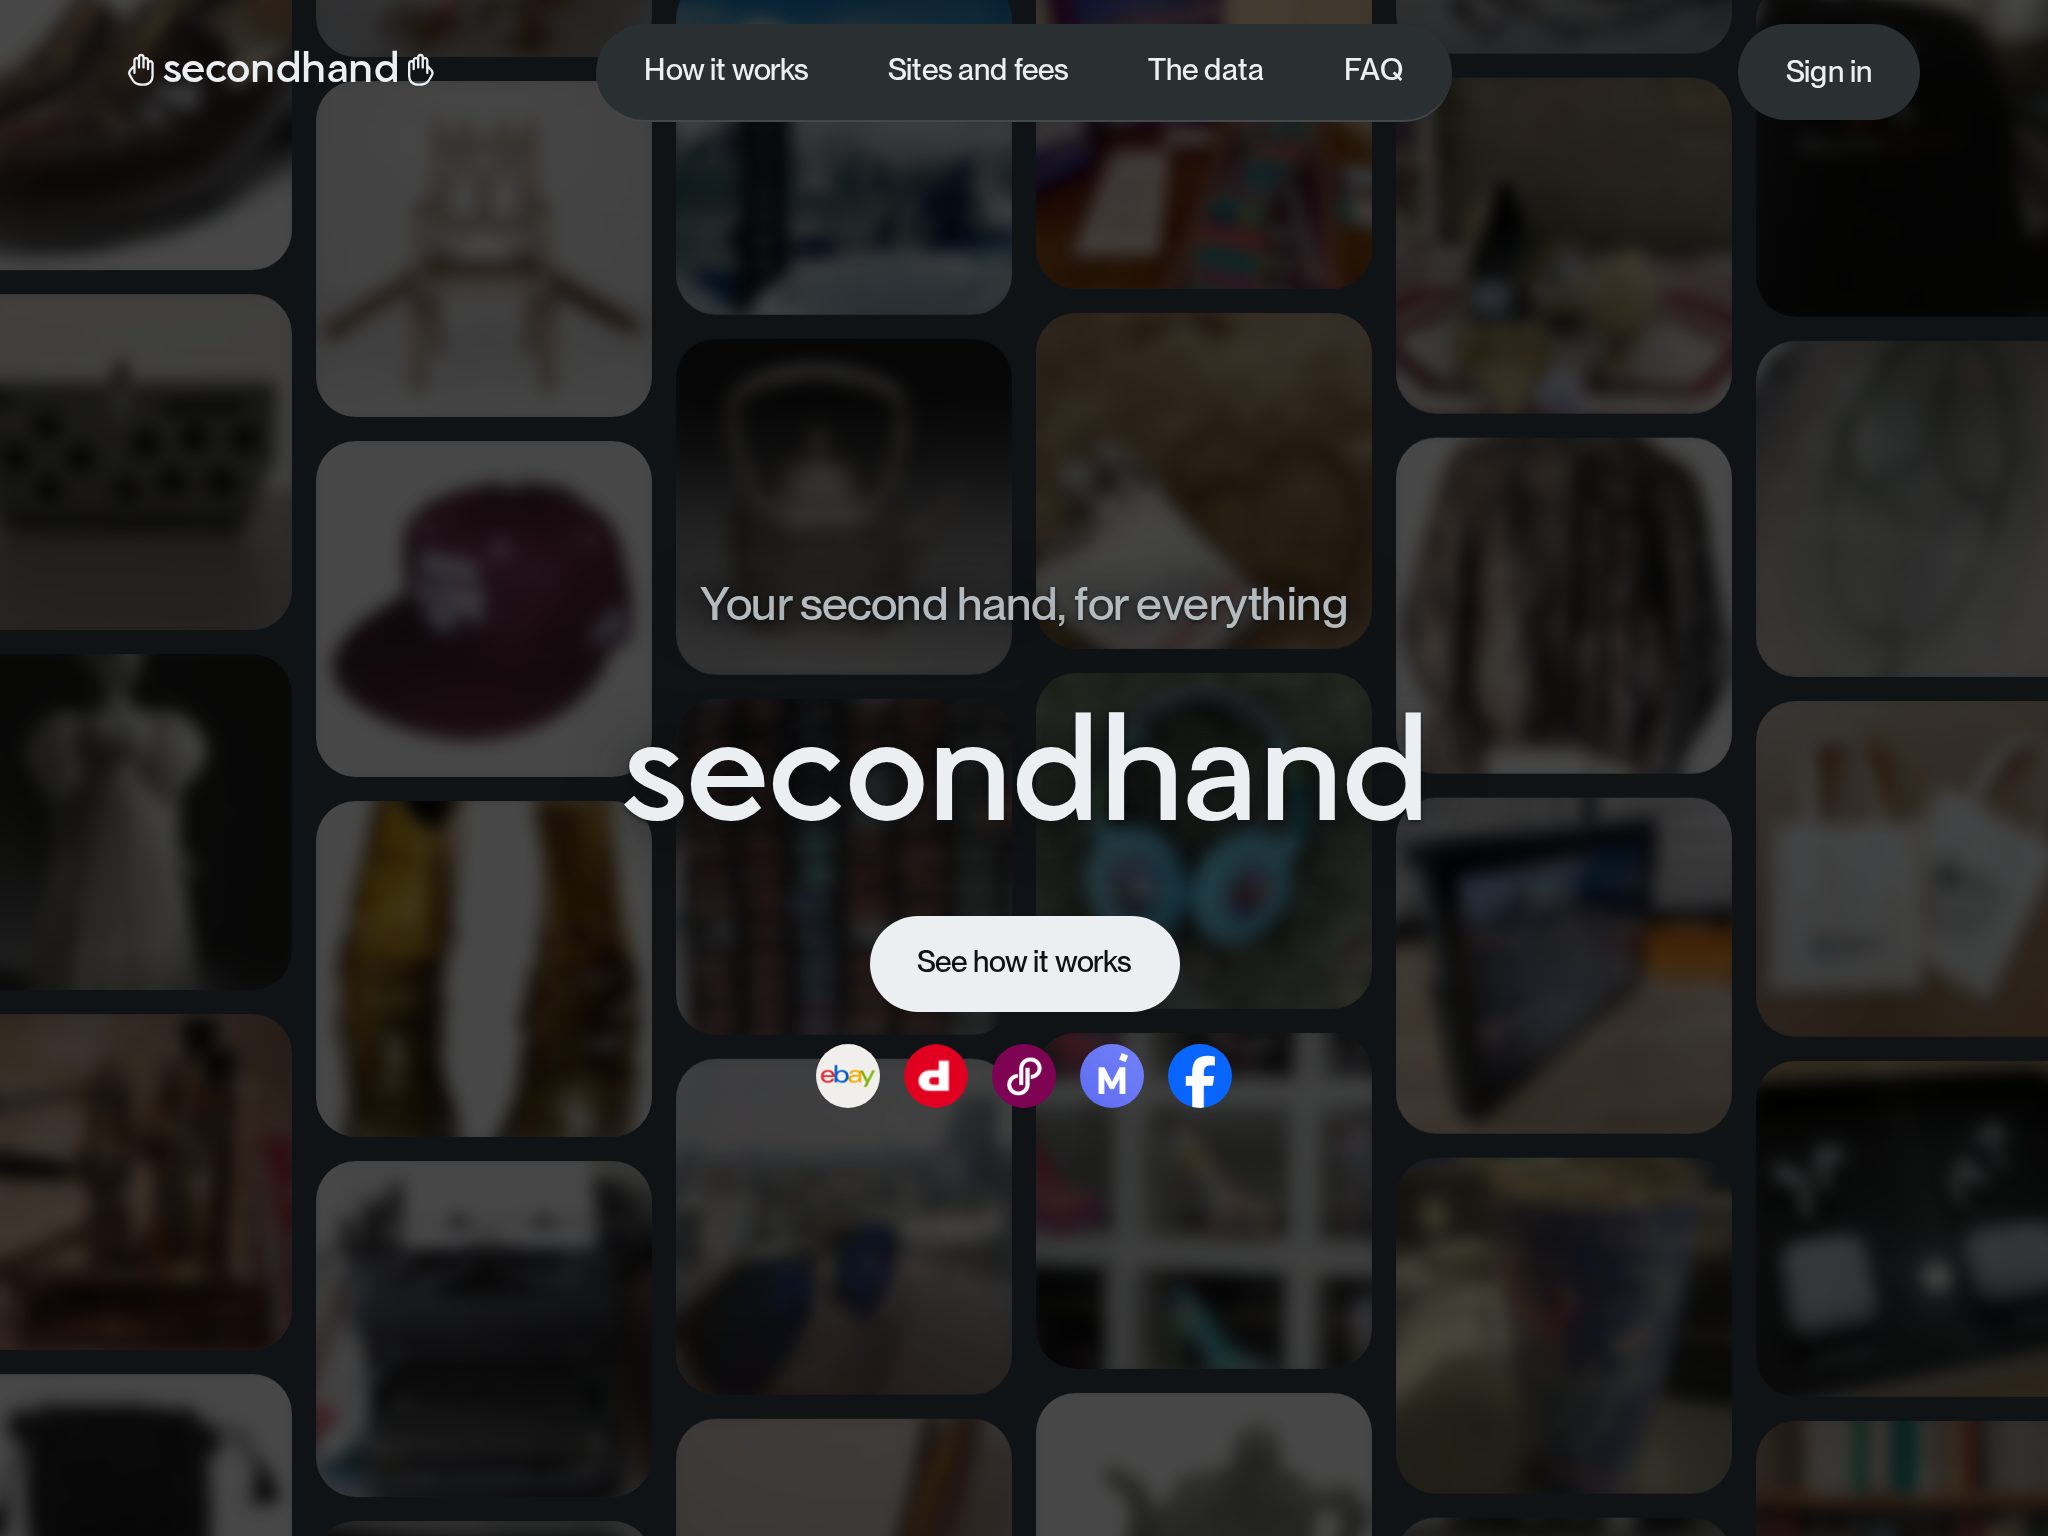 secondhand
How it works
Sites and fees
The data
FAQ
Sign in
Your second hand, for everything
secondhand
See how it works
ebay
d
M
f